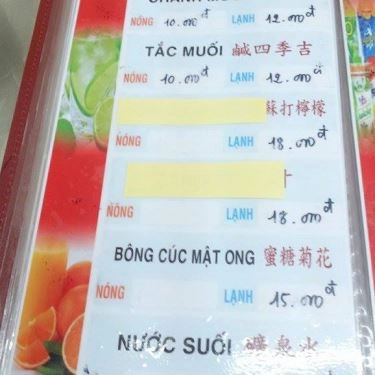 NÓNG 10.000đ LẠNH 12.000đ
TẮC MUỐI 鹹四季吉
NÓNG 10.000đ LẠNH 12.000đ
蘇打檸檬
NÓNG LẠNH 18.000đ
NÓNG LẠNH 18.000đ
BÔNG CÚC MẬT ONG 蜜糖菊花
NÓNG LẠNH 15.000đ
NƯỚC SUỐI 礦泉水